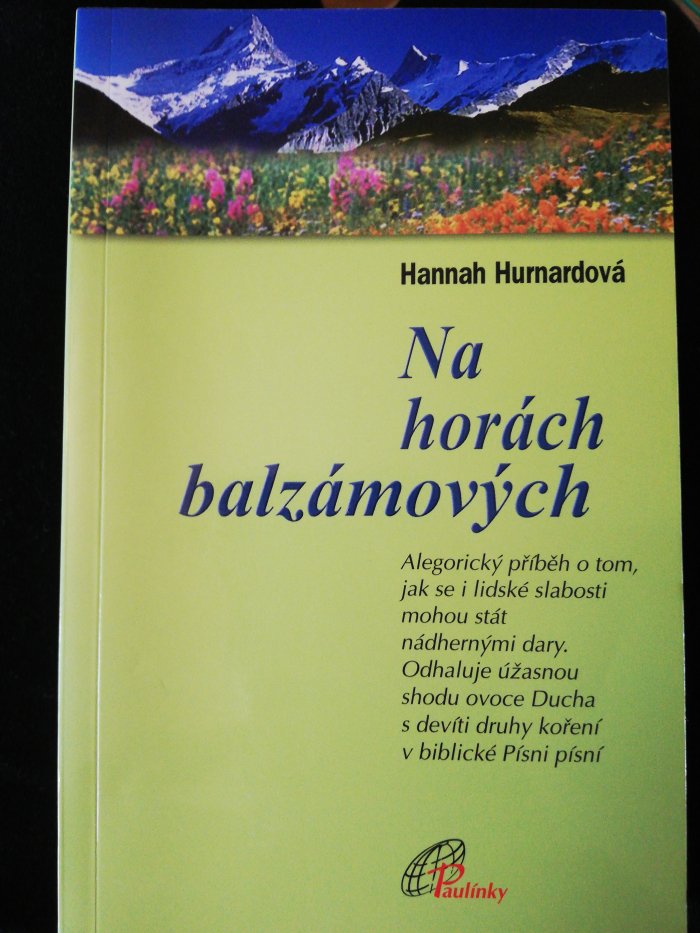 Hannah Hurnardová
Na
horách
balzámových
Alegorický příběh o tom,
jak se i lidské slabosti
mohou stát
nádhernými dary.
Odhaluje úžasnou
shodu ovoce Ducha
s devíti druhy koření
v biblické Písni písní
Paulínky